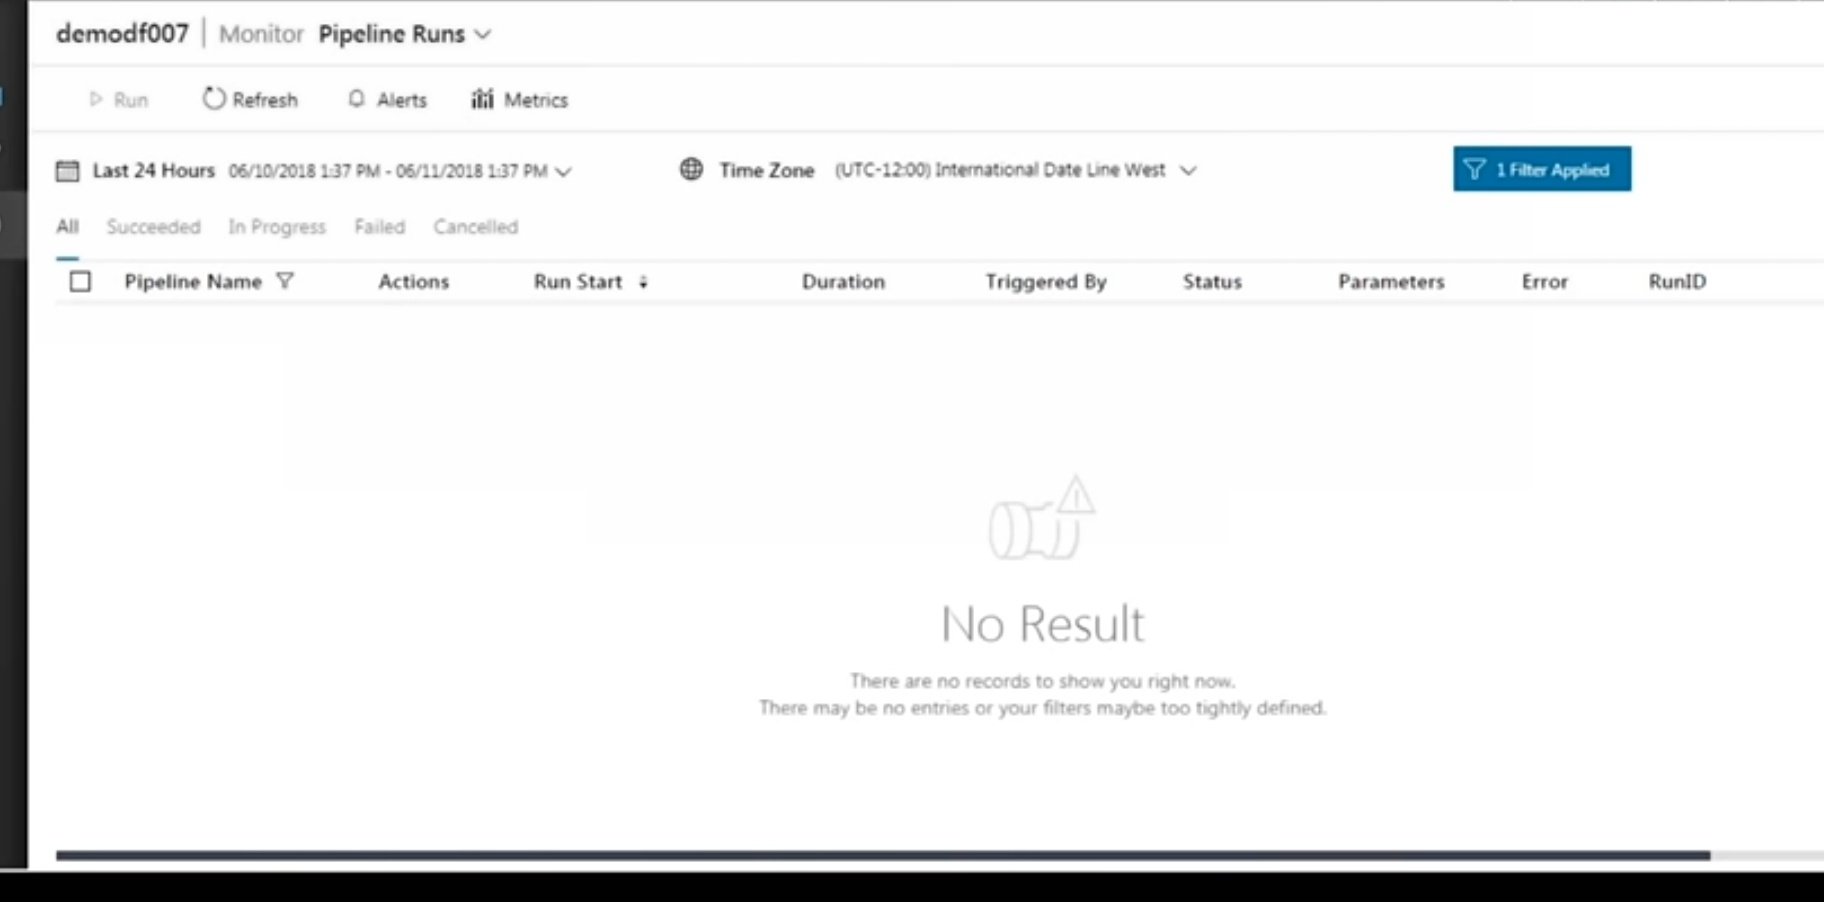 demodf007 | Monitor Pipeline Runs
Run Refresh Alerts Metrics
Last 24 Hours 06/10/2018 1:37 PM - 06/11/2018 1:37 PM Time Zone (UTC-12:00) International Date Line West 1 Filter Applied
All Succeeded In Progress Failed Cancelled
Pipeline Name Actions Run Start Duration Triggered By Status Parameters Error RunID
No Result
There are no records to show you right now.
There may be no entries or your filters maybe too tightly defined.